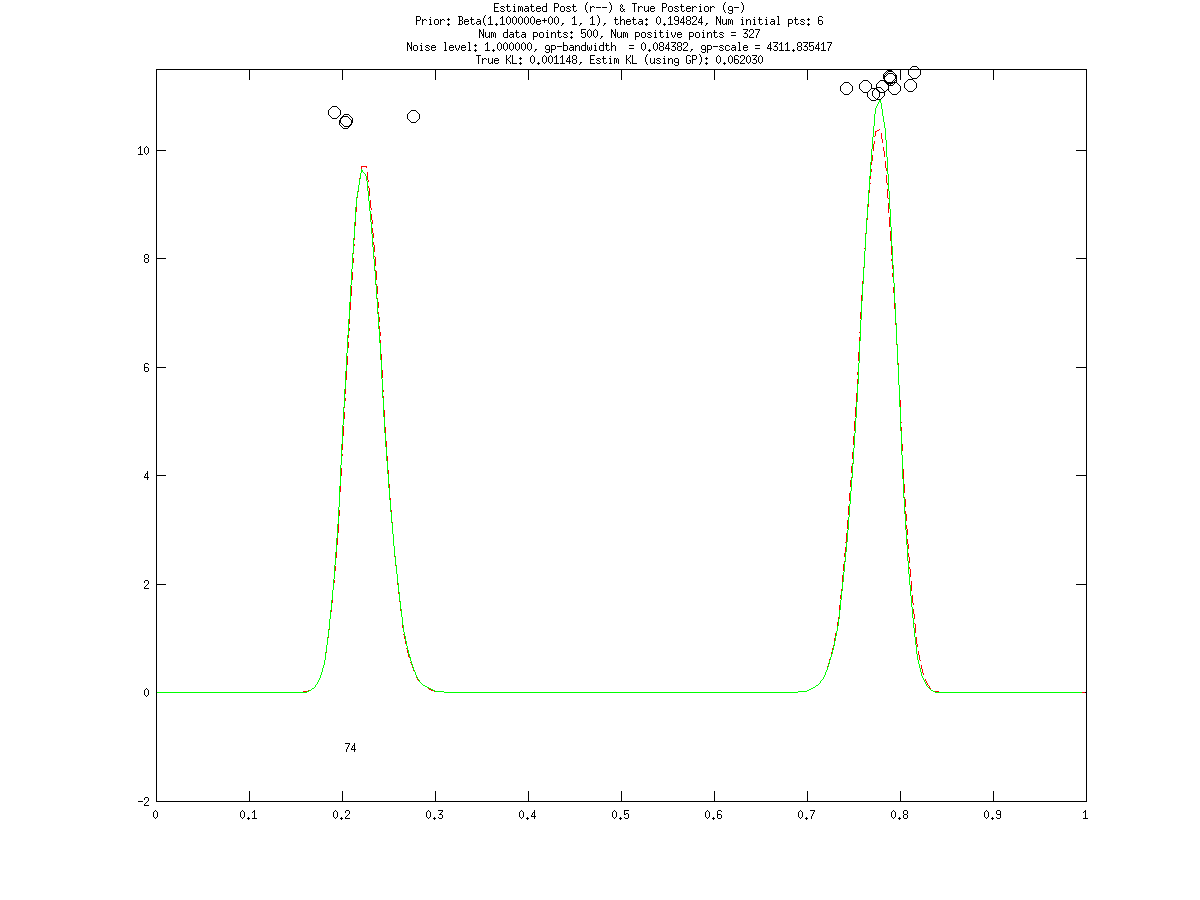 Estimated Post (r--) & True Posterior (g-)
Prior: Beta(1.100000e+00, 1, 1), theta: 0.194824, Num initial pts: 6
Num data points: 500, Num positive points = 327
Noise level: 1.000000, gp-bandwidth  = 0.084382, gp-scale = 4311.835417
True KL: 0.001148, Estim KL (using GP): 0.062030
10
8
6
4
2
0
74
-2
0 0.1 0.2 0.3 0.4 0.5 0.6 0.7 0.8 0.9 1